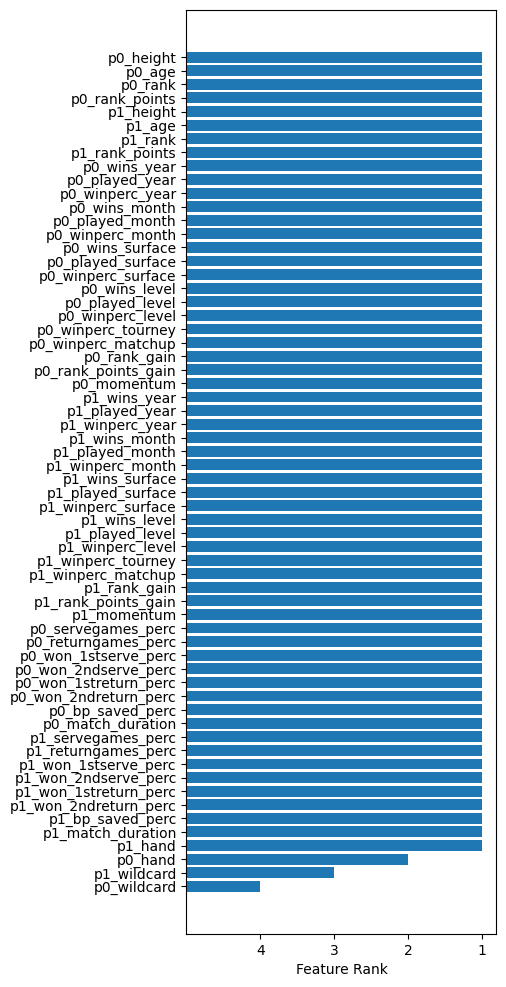 p0_height
p0_age
p0_rank
p0_rank_points
p1_height
p1_age
p1_rank
p1_rank_points
p0_wins_year
p0_played_year
p0_winperc_year
p0_wins_month
p0_played_month
p0_winperc_month
p0_wins_surface
p0_played_surface
p0_winperc_surface
p0_wins_level
p0_played_level
p0_winperc_level
p0_winperc_tourney
p0_winperc_matchup
p0_rank_gain
p0_rank_points_gain
p0_momentum
p1_wins_year
p1_played_year
p1_winperc_year
p1_wins_month
p1_played_month
p1_winperc_month
p1_wins_surface
p1_played_surface
p1_winperc_surface
p1_wins_level
p1_played_level
p1_winperc_level
p1_winperc_tourney
p1_winperc_matchup
p1_rank_gain
p1_rank_points_gain
p1_momentum
p0_servegames_perc
p0_returngames_perc
p0_won_1stserve_perc
p0_won_2ndserve_perc
p0_won_1streturn_perc
p0_won_2ndreturn_perc
p0_bp_saved_perc
p0_match_duration
p1_servegames_perc
p1_returngames_perc
p1_won_1stserve_perc
p1_won_2ndserve_perc
p1_won_1streturn_perc
p1_won_2ndreturn_perc
p1_bp_saved_perc
p1_match_duration
p1_hand
p0_hand
p1_wildcard
p0_wildcard
4 3 2 1
Feature Rank